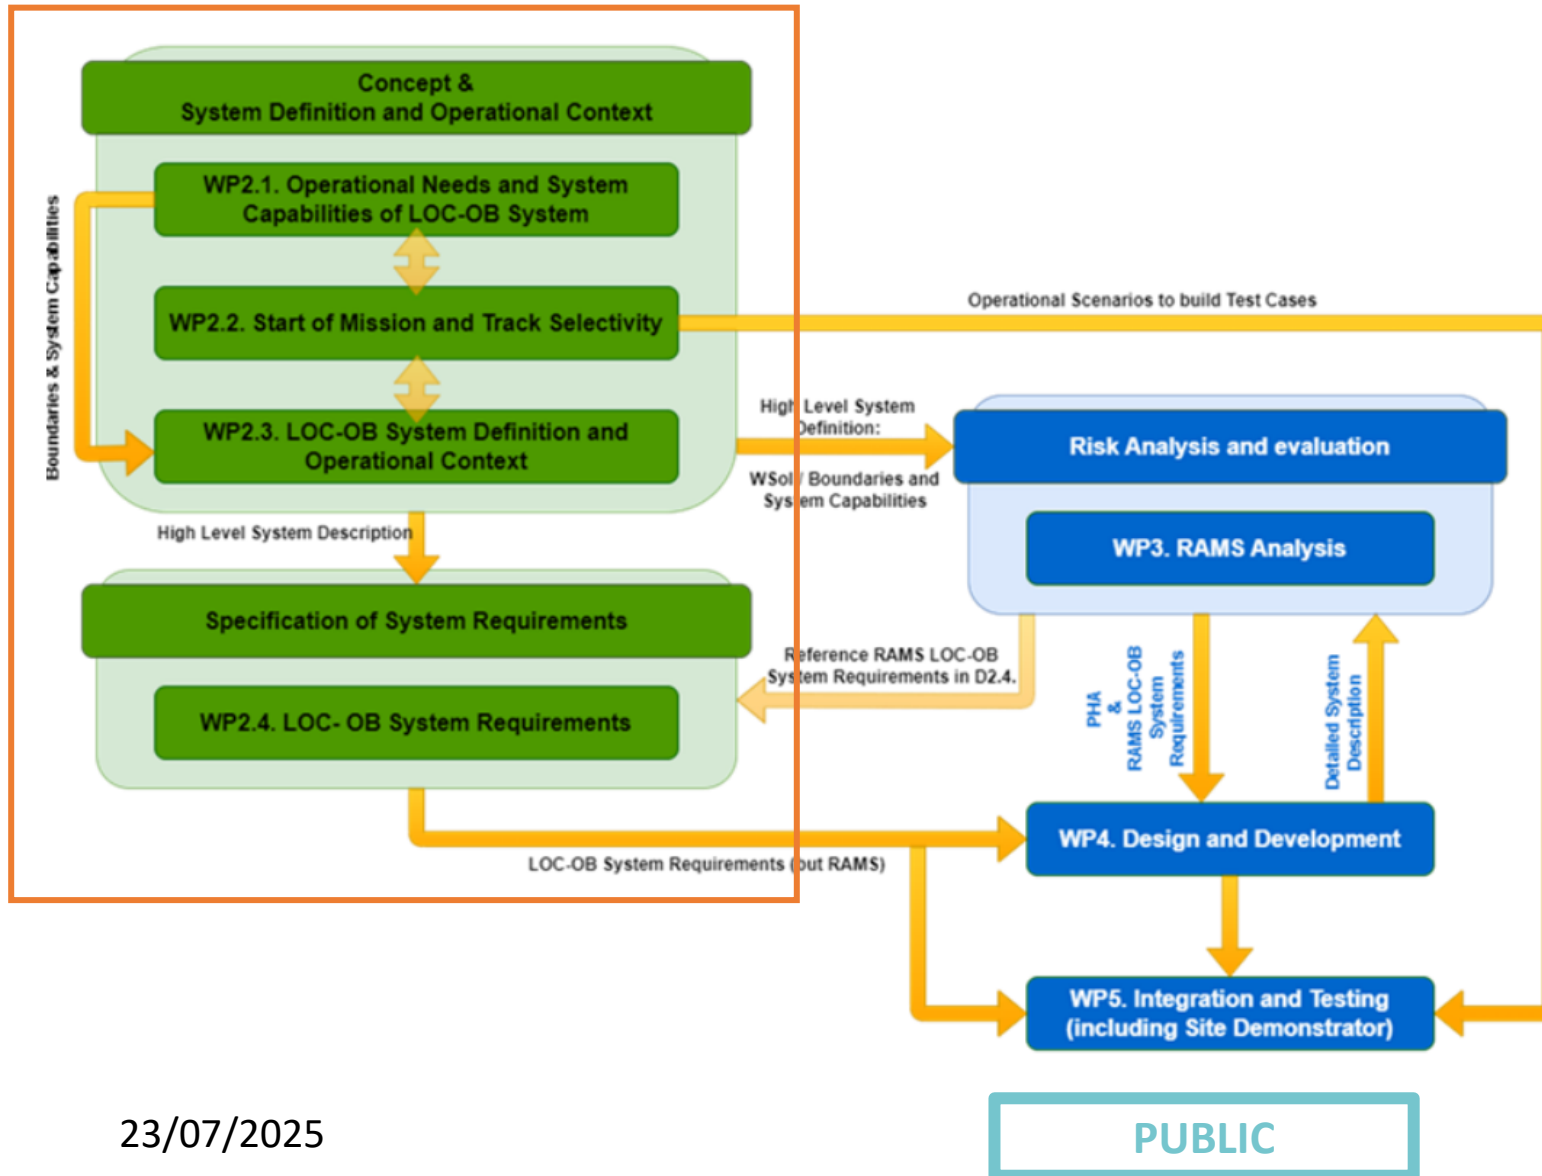 Concept &
System Definition and Operational Context
WP2.1. Operational Needs and System
Capabilities of LOC-OB System
Boundaries & System Capabilities
WP2.2. Start of Mission and Track Selectivity
Operational Scenarios to build Test Cases
WP2.3. LOC-OB System Definition and
Operational Context
High Level System
Definition:
WSol / Boundaries and
System Capabilities
Risk Analysis and evaluation
WP3. RAMS Analysis
High Level System Description
Specification of System Requirements
Reference RAMS LOC-OB
System Requirements in D2.4.
WP2.4. LOC- OB System Requirements
PHA
&
RAMS LOC-OB
System
Requirements
Detailed System
Description
WP4. Design and Development
LOC-OB System Requirements (but RAMS)
WP5. Integration and Testing
(including Site Demonstrator)
23/07/2025
PUBLIC